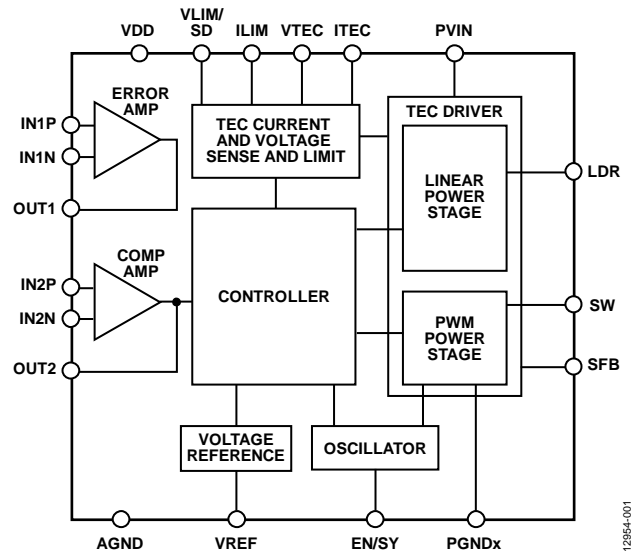 VDD
VLIM/
SD
ILIM
VTEC
ITEC
PVIN
ERROR
AMP
IN1P
IN1N
OUT1
TEC CURRENT
AND VOLTAGE
SENSE AND LIMIT
TEC DRIVER
LINEAR
POWER
STAGE
LDR
COMP
AMP
IN2P
IN2N
OUT2
CONTROLLER
PWM
POWER
STAGE
SW
SFB
VOLTAGE
REFERENCE
OSCILLATOR
AGND
VREF
EN/SY
PGNDx
12954-001